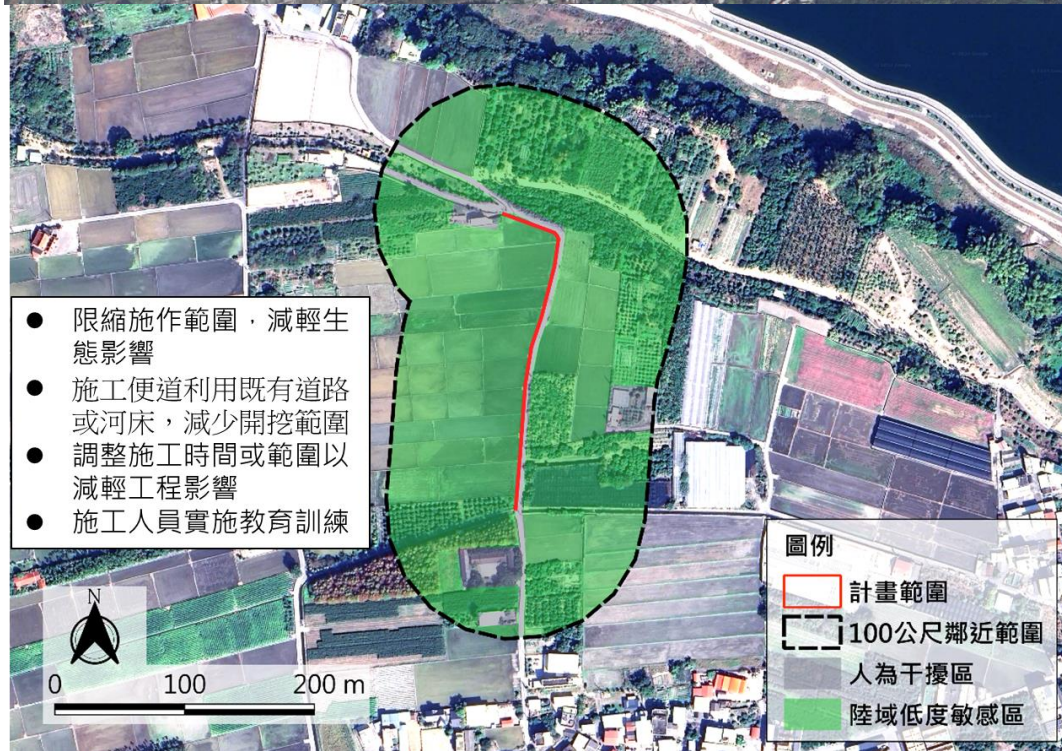 ● 限縮施作範圍，減輕生
態影響
● 施工便道利用既有道路
或河床，減少開挖範圍
● 調整施工時間或範圍以
減輕工程影響
● 施工人員實施教育訓練
N
0 100 200 m
圖例
計畫範圍
100公尺鄰近範圍
人為干擾區
陸域低度敏感區